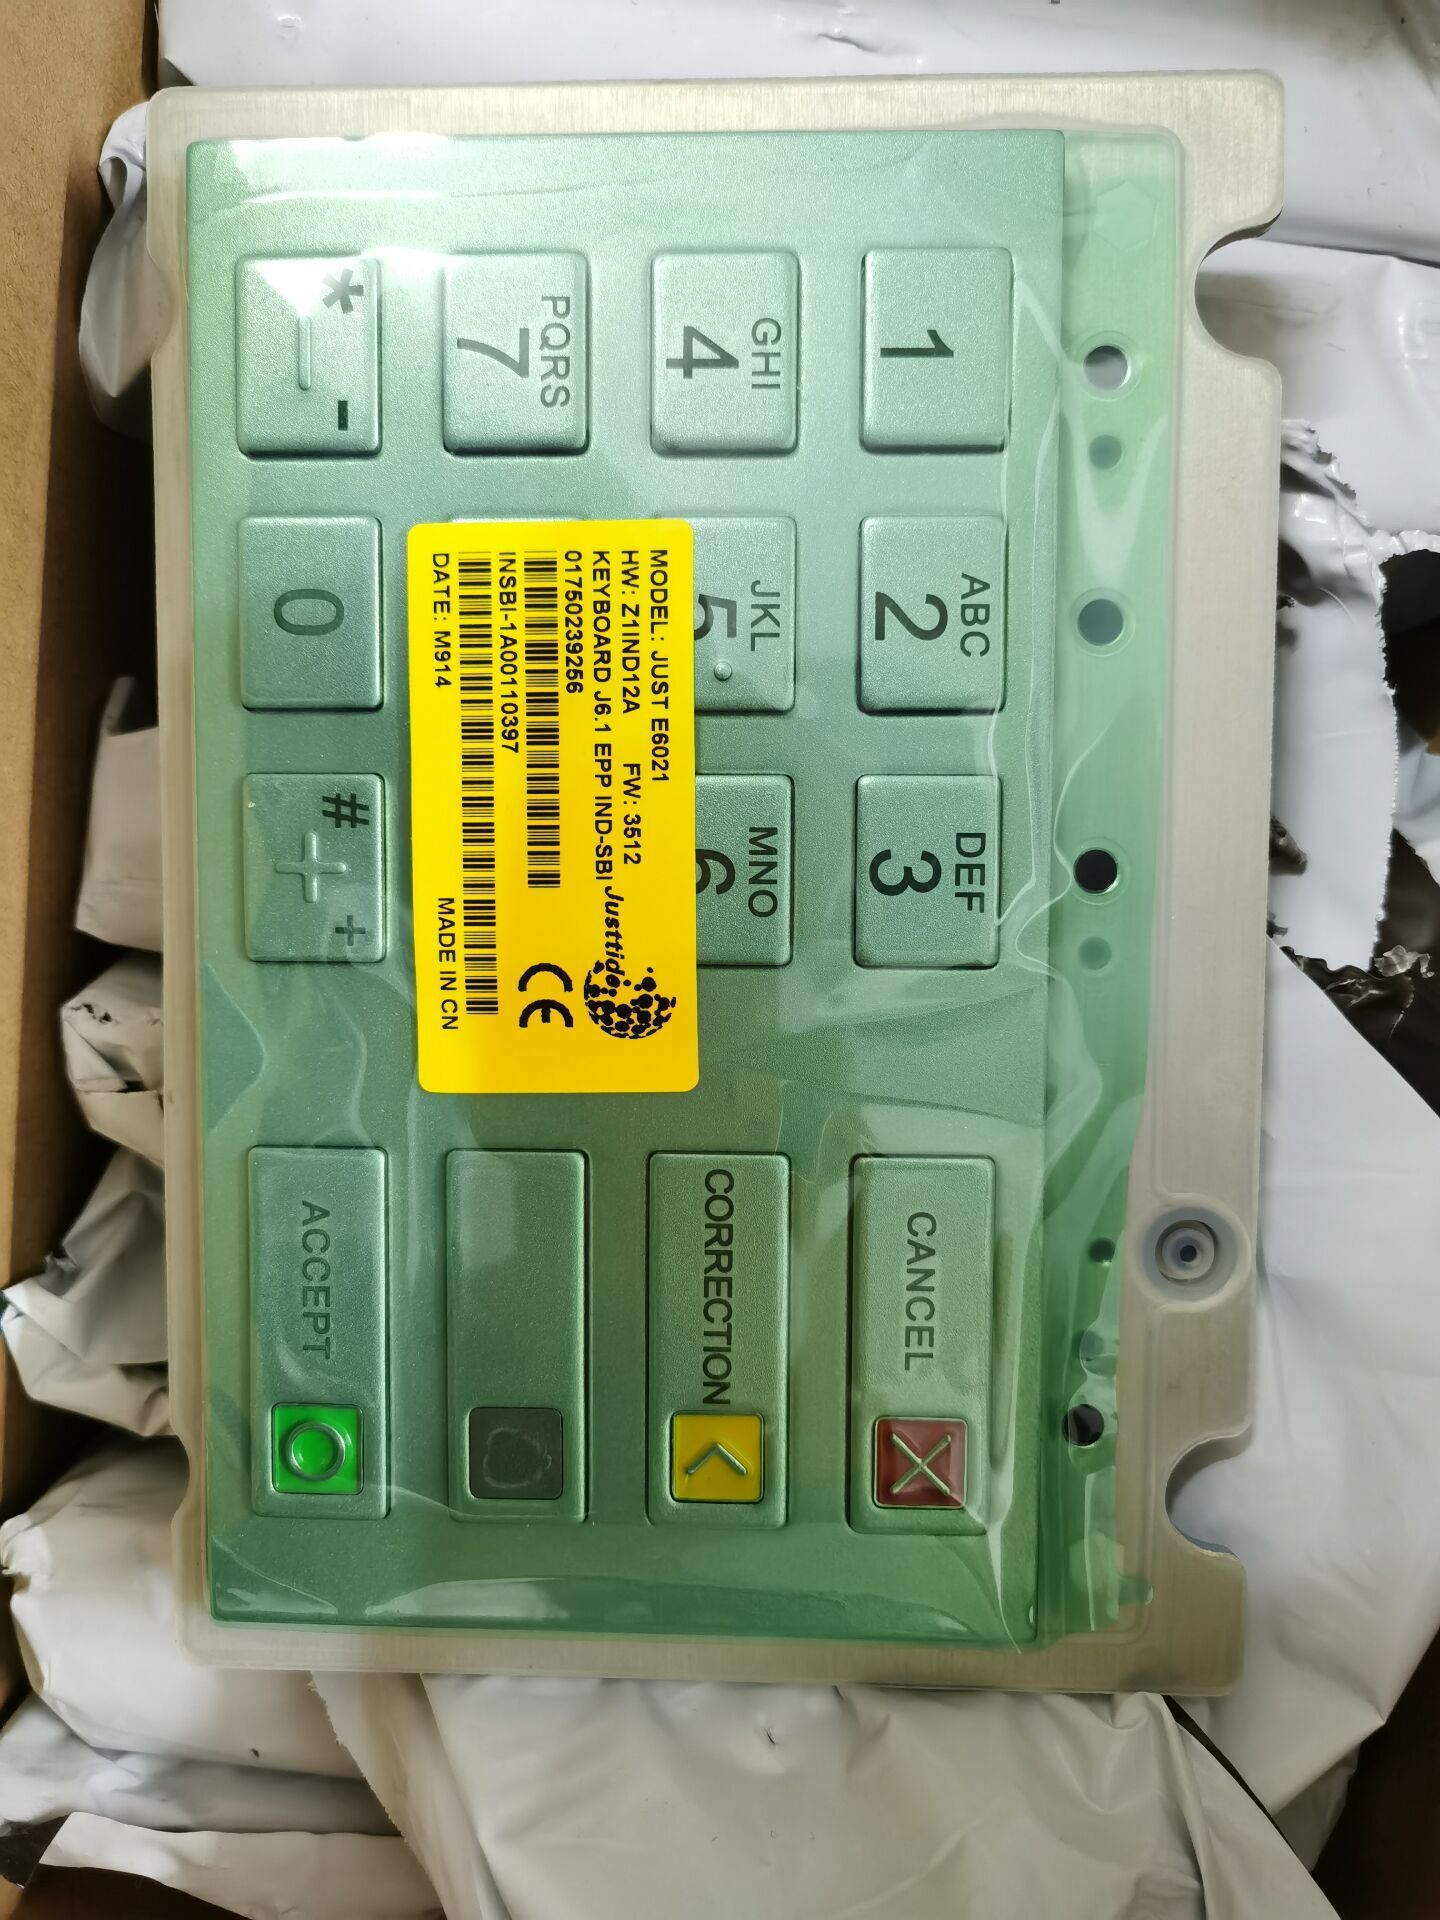 1
ABC
2
DEF
3
CANCEL
GHI
4
JKL
5
MNO
6
CORRECTION
PQRS
7
*
-
0
#
+
ACCEPT
MODEL: JUST E6021
HW: Z1IND12A FW: 3512
KEYBOARD J6.1 EPP IND-SBI
01750239256
INSBI-1A00110397
DATE: M914 MADE IN CN
Justtide
CE